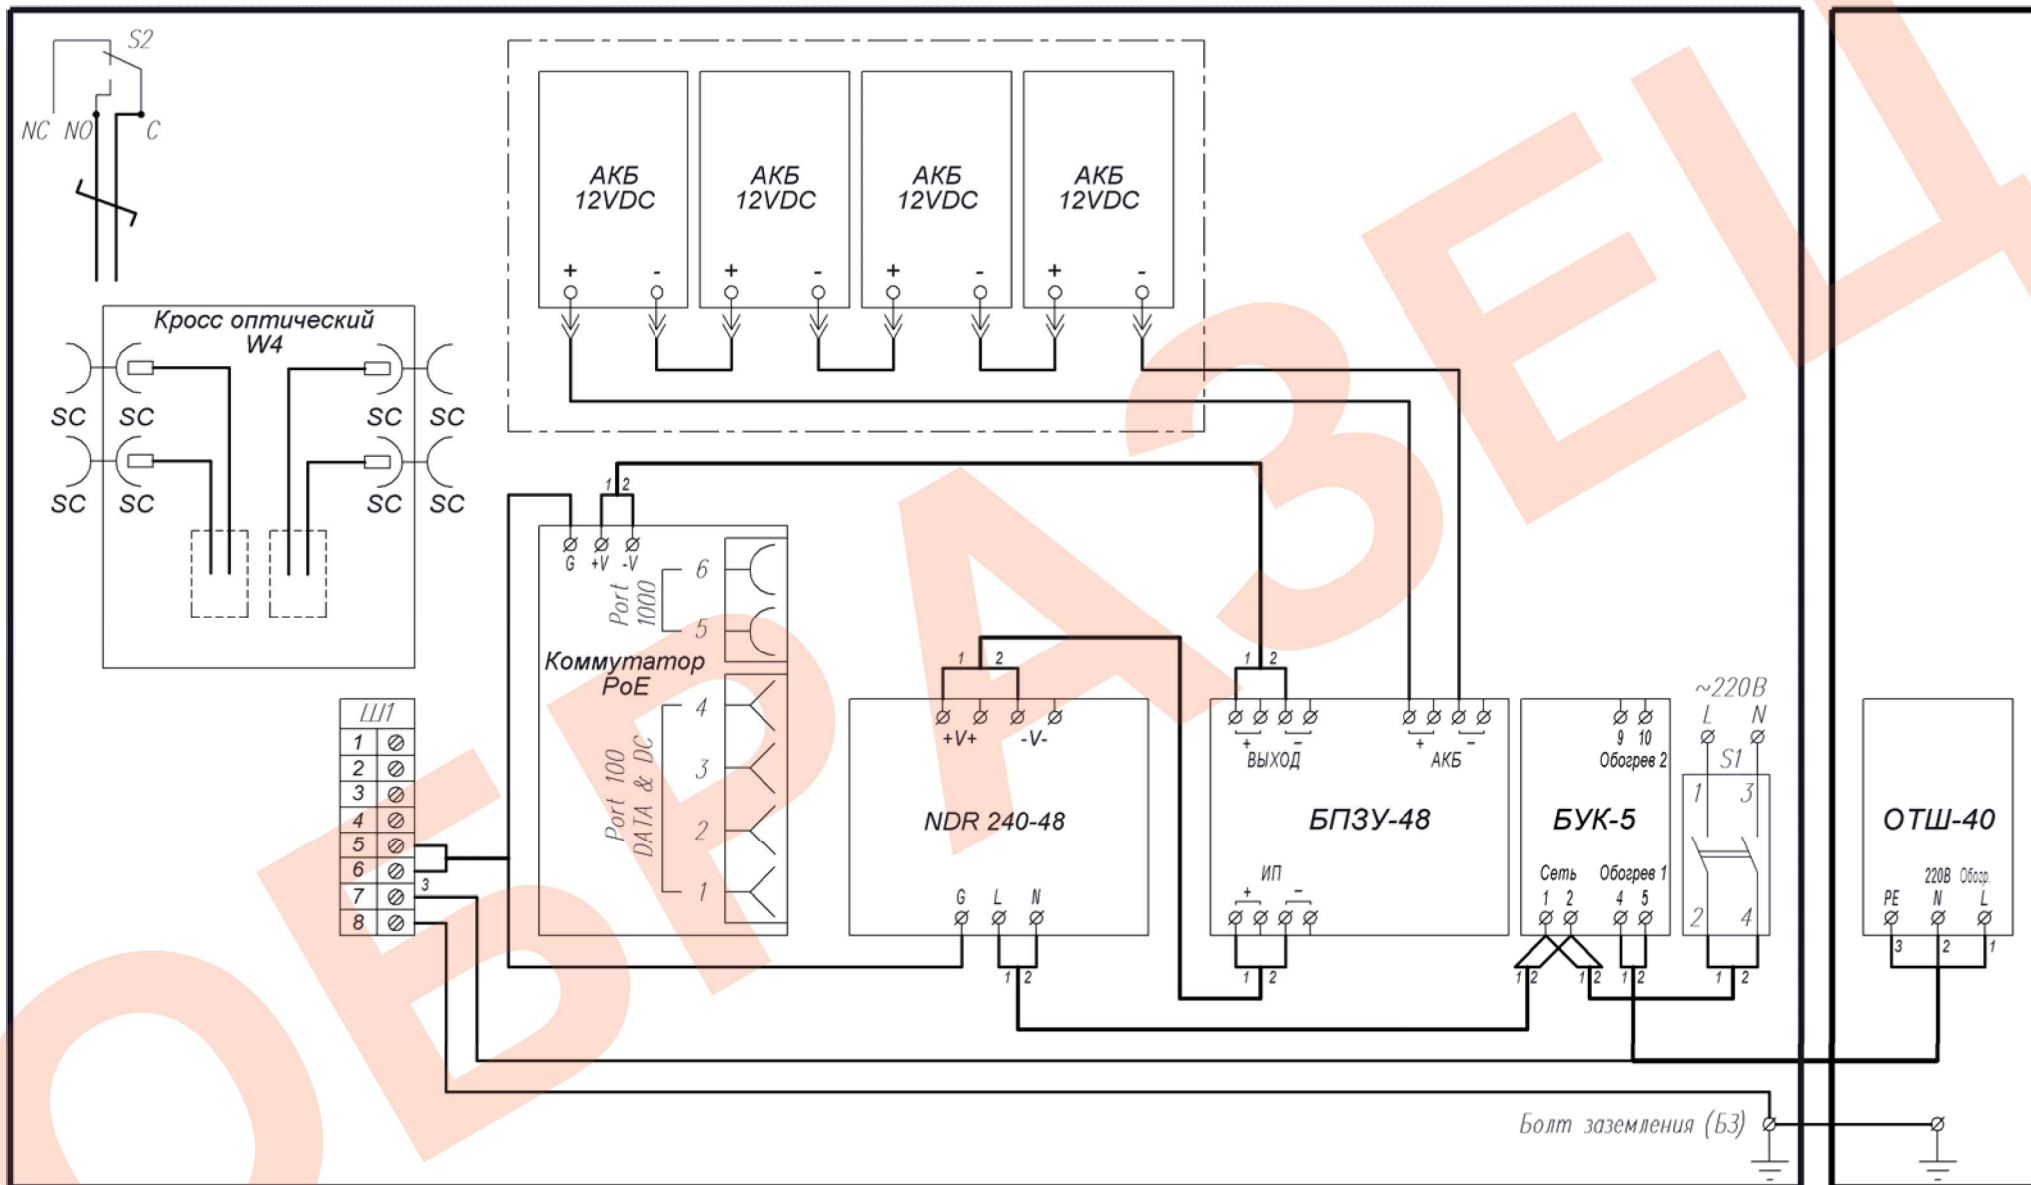 S2
NC NO C
АКБ
12VDC
АКБ
12VDC
АКБ
12VDC
АКБ
12VDC
+ - + - + - + -
Кросс оптический
W4
SC SC SC SC
SC SC SC SC
1 2
G +V -V
Port
1000
6
5
Коммутатор
PoE
Port 100
DATA & DC
4
3
2
1
Ш1
1
2
3
4
5
6
7
8
3
1 2
+V+ -V-
NDR 240-48
G L N
1 2
1 2
+ -
ВЫХОД
+ -
АКБ
БПЗУ-48
ИП
+ -
1 2
9 10
Обогрев 2
БУК-5
Сеть Обогрев 1
1 2 4 5
1 2 1 2 1 2
~220В
L N
S1
1 3
2 4
1 2
ОТШ-40
220В Обогр.
PE N L
3 2 1
Болт заземления (БЗ)
ОБРАЗЕЦ